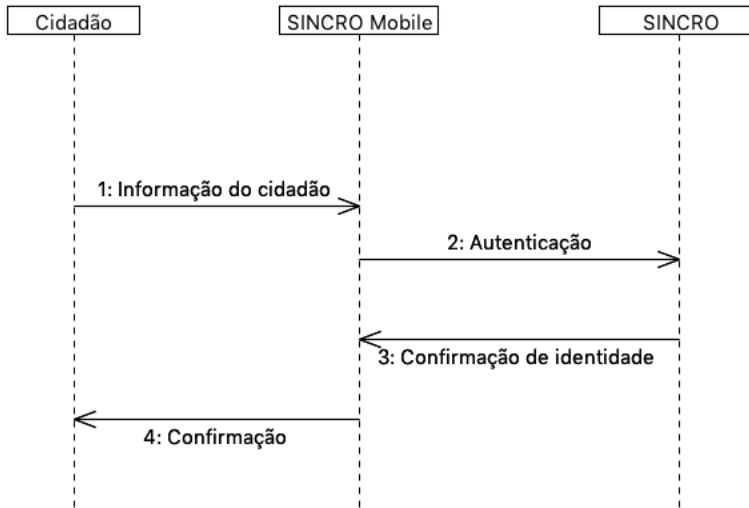 Cidadão
SINCRO Mobile
SINCRO
1: Informação do cidadão
2: Autenticação
3: Confirmação de identidade
4: Confirmação